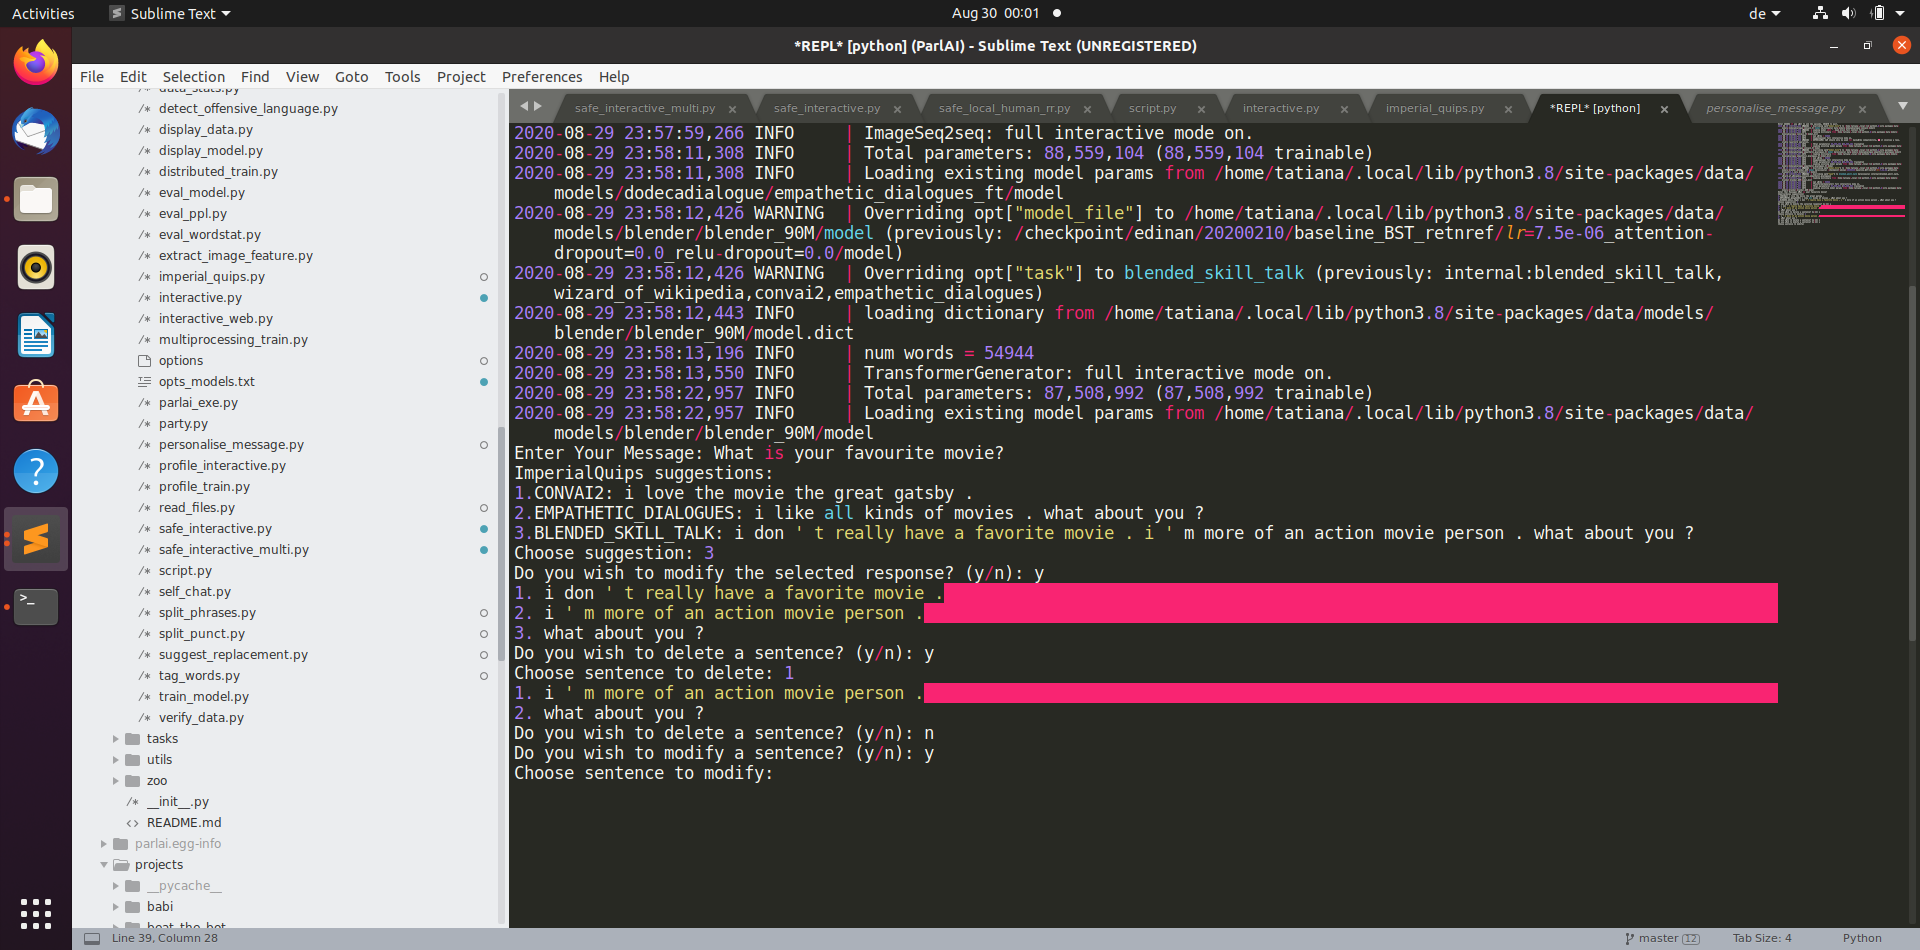 Activities
Sublime Text
Aug 30 00:01
de
*REPL* [python] (ParlAI) - Sublime Text (UNREGISTERED)
File Edit Selection Find View Goto Tools Project Preferences Help
data_stats.py
detect_offensive_language.py
display_data.py
display_model.py
distributed_train.py
eval_model.py
eval_ppl.py
eval_wordstat.py
extract_image_feature.py
imperial_quips.py
interactive.py
interactive_web.py
multiprocessing_train.py
options
opts_models.txt
parlai_exe.py
party.py
personalise_message.py
profile_interactive.py
profile_train.py
read_files.py
safe_interactive.py
safe_interactive_multi.py
script.py
self_chat.py
split_phrases.py
split_punct.py
suggest_replacement.py
tag_words.py
train_model.py
verify_data.py
tasks
utils
zoo
__init__.py
README.md
parlai.egg-info
projects
__pycache__
babi
beat-the-bot
safe_interactive_multi.py safe_interactive.py safe_local_human_rr.py script.py interactive.py imperial_quips.py *REPL* [python] personalise_message.py
2020-08-29 23:57:59,266 INFO     | ImageSeq2seq: full interactive mode on.
2020-08-29 23:58:11,308 INFO     | Total parameters: 88,559,104 (88,559,104 trainable)
2020-08-29 23:58:11,308 INFO     | Loading existing model params from /home/tatiana/.local/lib/python3.8/site-packages/data/
models/dodecadialogue/empathetic_dialogues_ft/model
2020-08-29 23:58:12,426 WARNING  | Overriding opt["model_file"] to /home/tatiana/.local/lib/python3.8/site-packages/data/
models/blender/blender_90M/model (previously: /checkpoint/edinan/20200210/baseline_BST_retnref/lr=7.5e-06_attention-
dropout=0.0_relu-dropout=0.0/model)
2020-08-29 23:58:12,426 WARNING  | Overriding opt["task"] to blended_skill_talk (previously: internal:blended_skill_talk,
wizard_of_wikipedia,convai2,empathetic_dialogues)
2020-08-29 23:58:12,443 INFO     | loading dictionary from /home/tatiana/.local/lib/python3.8/site-packages/data/models/
blender/blender_90M/model.dict
2020-08-29 23:58:13,196 INFO     | num words = 54944
2020-08-29 23:58:13,550 INFO     | TransformerGenerator: full interactive mode on.
2020-08-29 23:58:22,957 INFO     | Total parameters: 87,508,992 (87,508,992 trainable)
2020-08-29 23:58:22,957 INFO     | Loading existing model params from /home/tatiana/.local/lib/python3.8/site-packages/data/
models/blender/blender_90M/model
Enter Your Message: What is your favourite movie?
ImperialQuips suggestions:
1.CONVAI2: i love the movie the great gatsby .
2.EMPATHETIC_DIALOGUES: i like all kinds of movies . what about you ?
3.BLENDED_SKILL_TALK: i don ' t really have a favorite movie . i ' m more of an action movie person . what about you ?
Choose suggestion: 3
Do you wish to modify the selected response? (y/n): y
1. i don ' t really have a favorite movie .
2. i ' m more of an action movie person .
3. what about you ?
Do you wish to delete a sentence? (y/n): y
Choose sentence to delete: 1
1. i ' m more of an action movie person .
2. what about you ?
Do you wish to delete a sentence? (y/n): n
Do you wish to modify a sentence? (y/n): y
Choose sentence to modify:
Line 39, Column 28
master 12
Tab Size: 4
Python